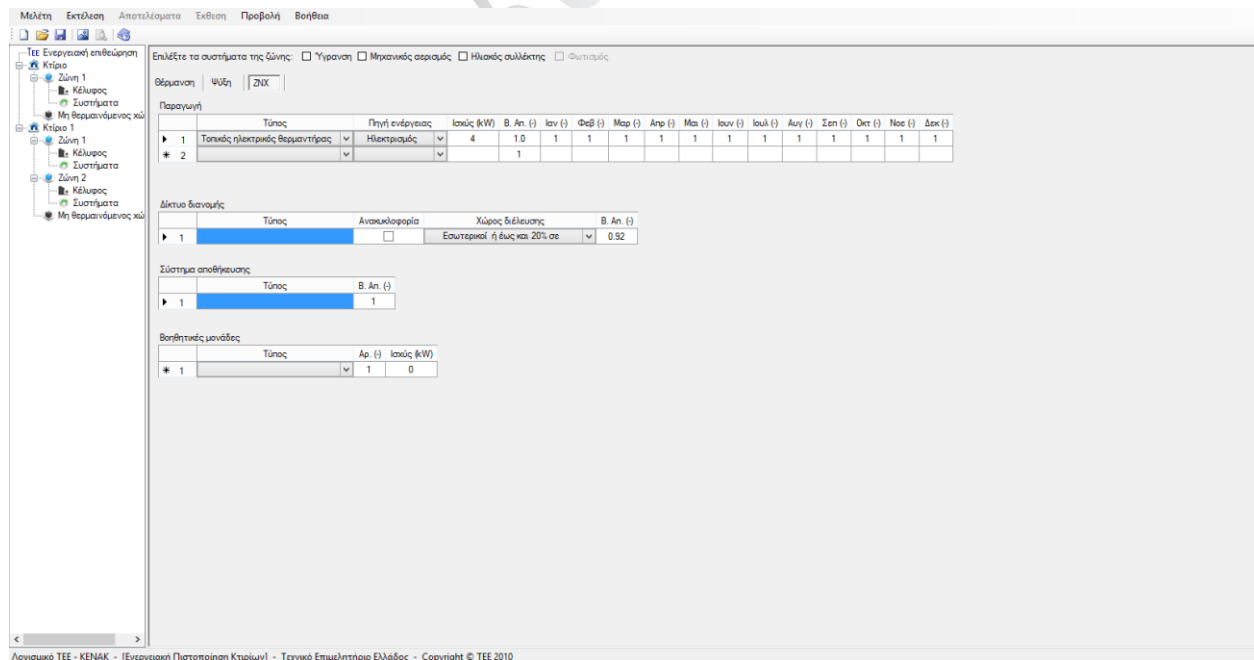 Μελέτη Εκτέλεση Αποτελέσματα Έκθεση Προβολή Βοήθεια
ΤΕΕ Ενεργειακή επιθεώρηση
Κτίριο
Ζώνη 1
Κέλυφος
Συστήματα
Μη θερμαινόμενος χώ
Κτίριο 1
Ζώνη 1
Κέλυφος
Συστήματα
Ζώνη 2
Κέλυφος
Συστήματα
Μη θερμαινόμενος χώ
Επιλέξτε τα συστήματα της ζώνης: Ύγρανση Μηχανικός αερισμός Ηλιακός συλλέκτης Φωτισμός
Θέρμανση Ψύξη ΖΝΧ
Παραγωγή
Τύπος Πηγή ενέργειας Ισχύς (kW) Β. Απ. (-) Ιαν (-) Φεβ (-) Μαρ (-) Απρ (-) Μαι (-) Ιουν (-) Ιουλ (-) Αυγ (-) Σεπ (-) Οκτ (-) Νοε (-) Δεκ (-)
1 Τοπικός ηλεκτρικός θερμαντήρας Ηλεκτρισμός 4 1.0 1 1 1 1 1 1 1 1 1 1 1 1
2 1
Δίκτυο διανομής
Τύπος Ανακυκλοφορία Χώρος διέλευσης Β. Απ. (-)
1 Εσωτερικοί ή έως και 20% σε 0.92
Σύστημα αποθήκευσης
Τύπος Β. Απ. (-)
1 1
Βοηθητικές μονάδες
Τύπος Αρ. (-) Ισχύς (kW)
1 1 0
Λογισμικό ΤΕΕ - ΚΕΝΑΚ - [Ενεργειακή Πιστοποίηση Κτιρίων] - Τεχνικό Επιμελητήριο Ελλάδος - Copyright © TEE 2010